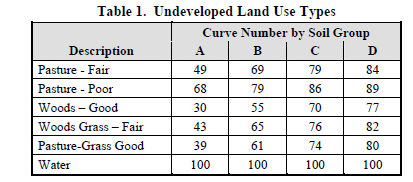 Table 1. Undeveloped Land Use Types
Curve Number by Soil Group
Description A B C D
Pasture - Fair 49 69 79 84
Pasture - Poor 68 79 86 89
Woods – Good 30 55 70 77
Woods Grass – Fair 43 65 76 82
Pasture-Grass Good 39 61 74 80
Water 100 100 100 100